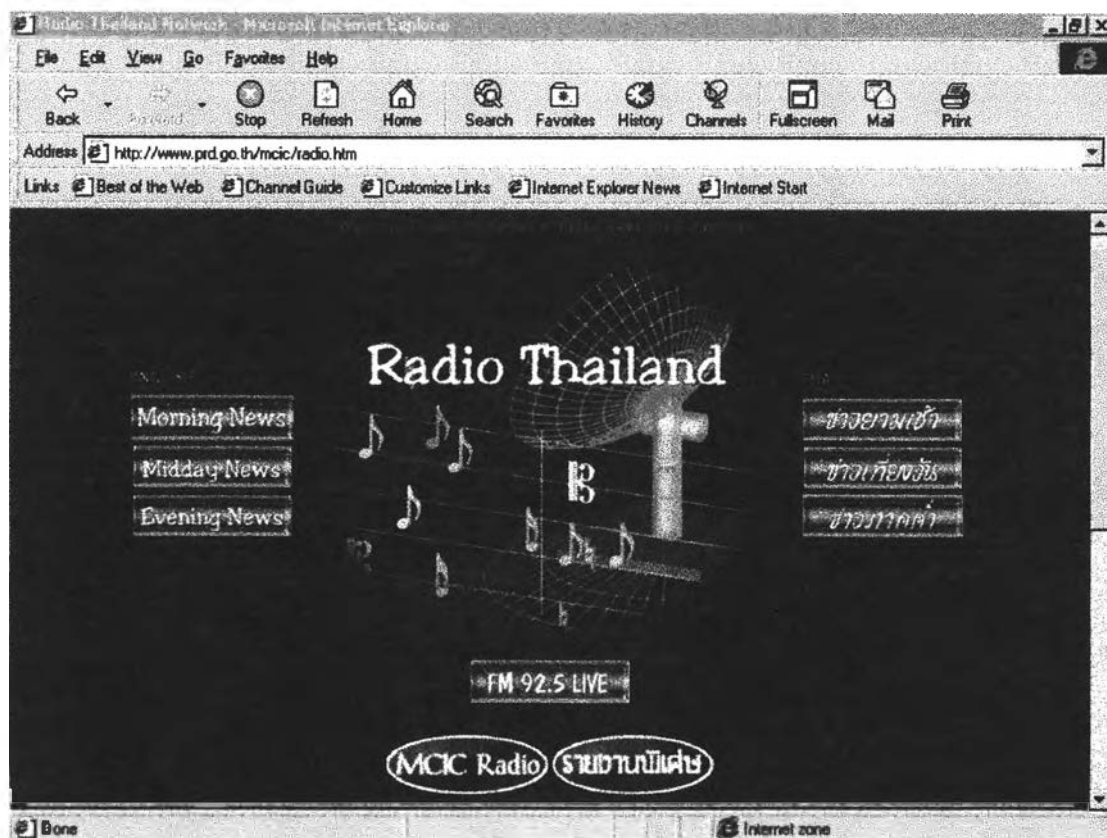 Radio Thailand Network - Microsoft Internet Explorer
File Edit View Go Favorites Help
Back Forward Stop Refresh Home Search Favorites History Channels Fullscreen Mail Print
Address http://www.prd.go.th/mcic/radio.htm
Links Best of the Web Channel Guide Customize Links Internet Explorer News Internet Start
Radio Thailand
Morning News
Midday News
Evening News
ข่าวยามเช้า
ข่าวเที่ยงวัน
ข่าวภาคค่ำ
FM 92.5 LIVE
MCIC Radio
รายงานพิเศษ
Done
Internet zone